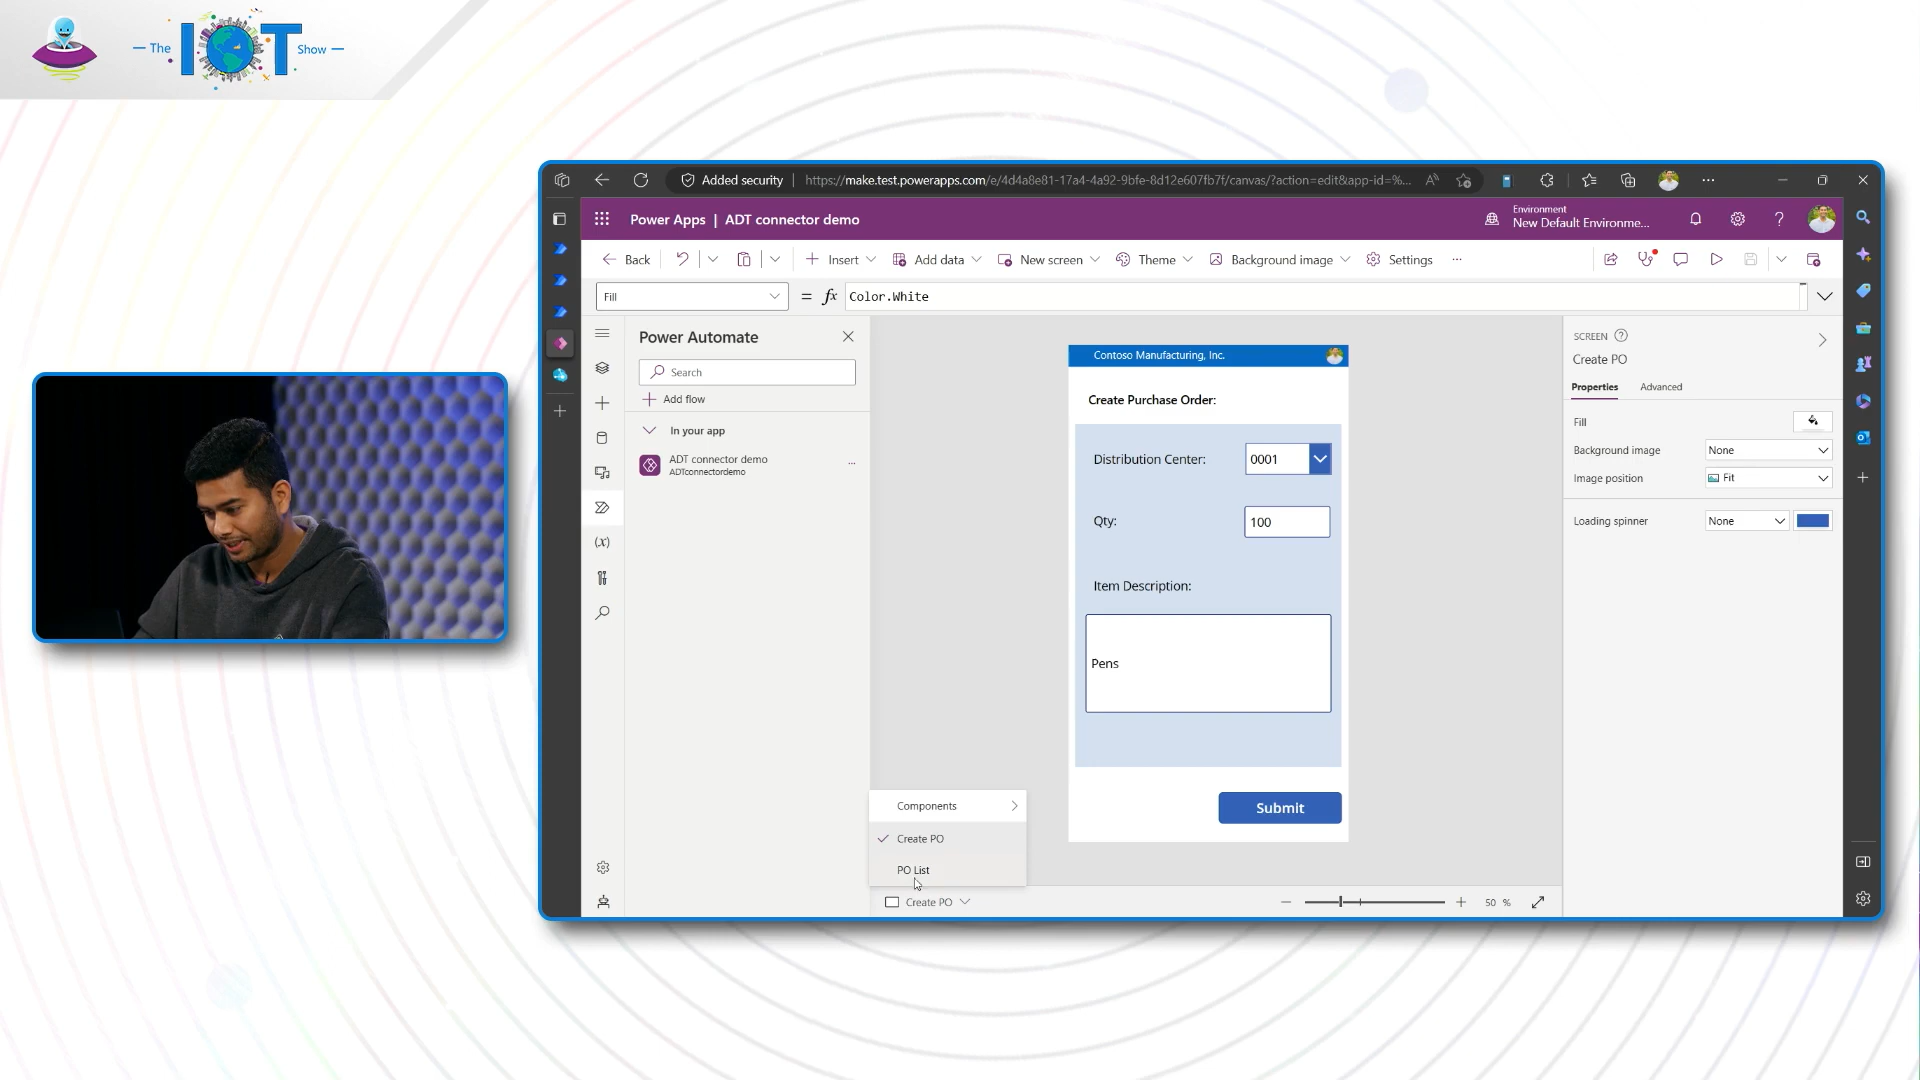 The IOT Show
Added security
https://make.test.powerapps.com/e/4d4a8e81-17a4-4a92-9bfe-8d12e607fb7f/canvas/?action=edit&app-id=%...
Power Apps | ADT connector demo
Environment
New Default Environme...
Back
Insert
Add data
New screen
Theme
Background image
Settings
Fill
= fx
Color.White
Power Automate
Search
Add flow
In your app
ADT connector demo
ADTconnectordemo
Contoso Manufacturing, Inc.
Create Purchase Order:
Distribution Center:
0001
Qty:
100
Item Description:
Pens
Submit
Components
Create PO
PO List
Create PO
50 %
SCREEN
Create PO
Properties
Advanced
Fill
Background image
None
Image position
Fit
Loading spinner
None